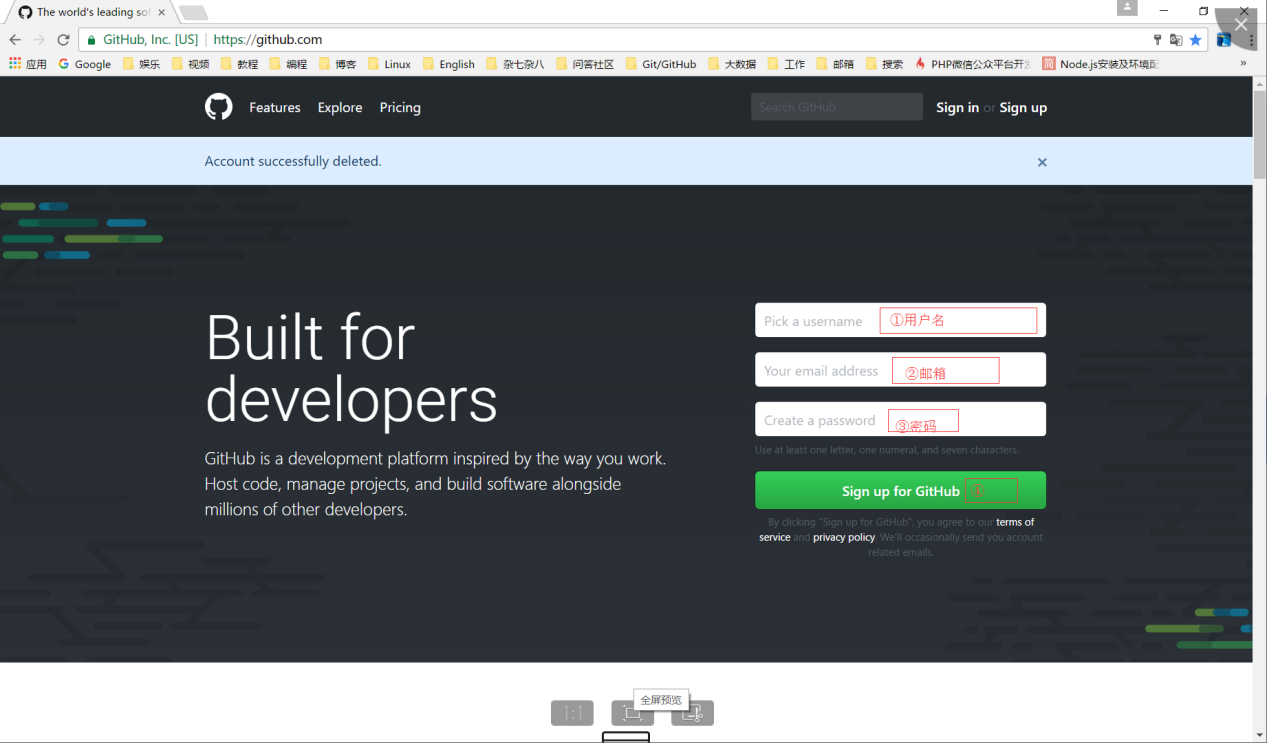 The world's leading so
GitHub, Inc. [US] | https://github.com
应用 Google 娱乐 视频 教程 编程 博客 Linux English 杂七杂八 问答社区 Git/GitHub 大数据 工作 邮箱 搜索 PHP微信公众平台开发 简 Node.js安装及环境配 »
Features Explore Pricing Search GitHub Sign in or Sign up
Account successfully deleted.
Built for
developers
GitHub is a development platform inspired by the way you work.
Host code, manage projects, and build software alongside
millions of other developers.
Pick a username ①用户名
Your email address ②邮箱
Create a password ③密码
Use at least one letter, one numeral, and seven characters.
Sign up for GitHub
By clicking "Sign up for GitHub", you agree to our terms of
service and privacy policy. We'll occasionally send you account
related emails.
全屏预览
1:1